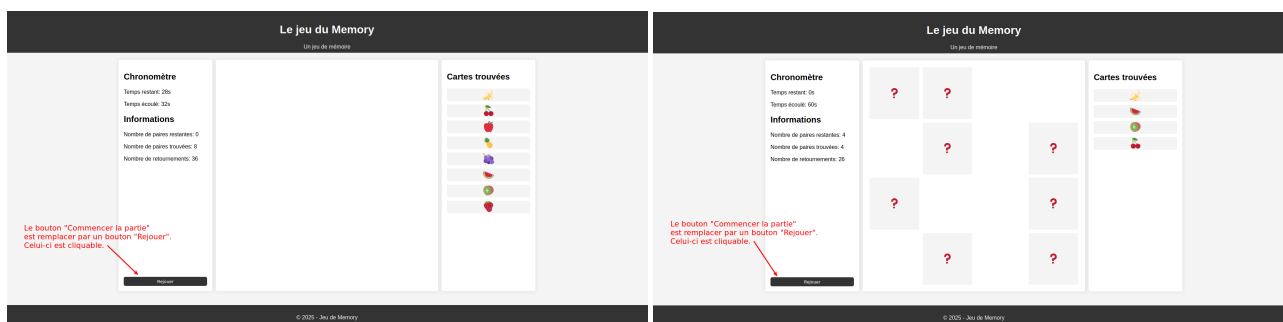 Le jeu du Memory
Un jeu de mémoire
Chronomètre
Temps restant: 28s
Temps écoulé: 32s
Informations
Nombre de paires restantes: 0
Nombre de paires trouvées: 8
Nombre de retournements: 36
Le bouton "Commencer la partie"
est remplacer par un bouton "Rejouer".
Celui-ci est cliquable.
Rejouer
Cartes trouvées
© 2025 - Jeu de Memory
Le jeu du Memory
Un jeu de mémoire
Chronomètre
Temps restant: 0s
Temps écoulé: 60s
Informations
Nombre de paires restantes: 4
Nombre de paires trouvées: 4
Nombre de retournements: 26
Le bouton "Commencer la partie"
est remplacer par un bouton "Rejouer".
Celui-ci est cliquable.
Rejouer
? ?
? ?
? ?
? ?
Cartes trouvées
© 2025 - Jeu de Memory